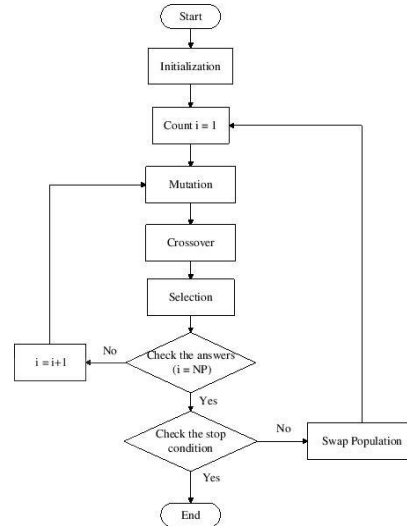 Start
Initialization
Count i = 1
Mutation
Crossover
Selection
Check the answers
(i = NP)
No
i = i+1
Yes
Check the stop
condition
No
Swap Population
Yes
End